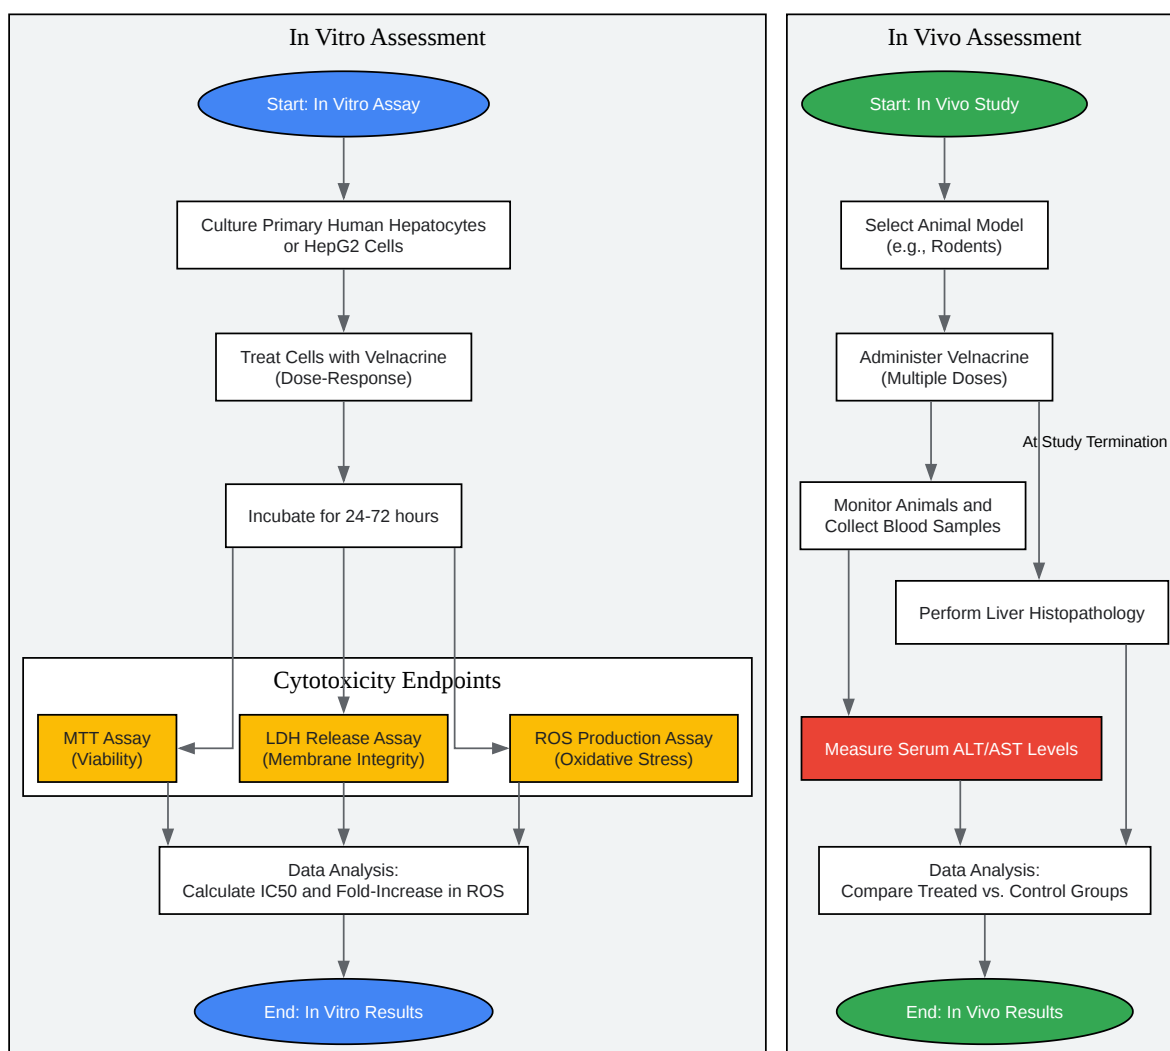 In Vitro Assessment
Start: In Vitro Assay
Culture Primary Human Hepatocytes
or HepG2 Cells
Treat Cells with Velnacrine
(Dose-Response)
Incubate for 24-72 hours
Cytotoxicity Endpoints
MTT Assay
(Viability)
LDH Release Assay
(Membrane Integrity)
ROS Production Assay
(Oxidative Stress)
Data Analysis:
Calculate IC50 and Fold-Increase in ROS
End: In Vitro Results
In Vivo Assessment
Start: In Vivo Study
Select Animal Model
(e.g., Rodents)
Administer Velnacrine
(Multiple Doses)
At Study Termination
Monitor Animals and
Collect Blood Samples
Perform Liver Histopathology
Measure Serum ALT/AST Levels
Data Analysis:
Compare Treated vs. Control Groups
End: In Vivo Results